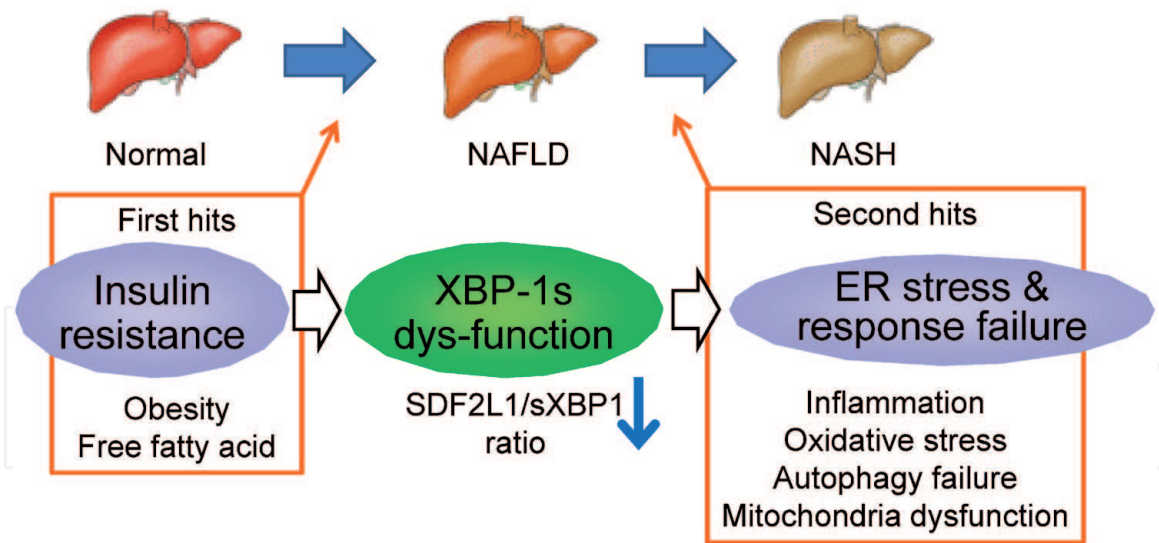 Normal
NAFLD
NASH
First hits
Insulin
resistance
Obesity
Free fatty acid
XBP-1s
dys-function
SDF2L1/sXBP1
ratio
Second hits
ER stress &
response failure
Inflammation
Oxidative stress
Autophagy failure
Mitochondria dysfunction